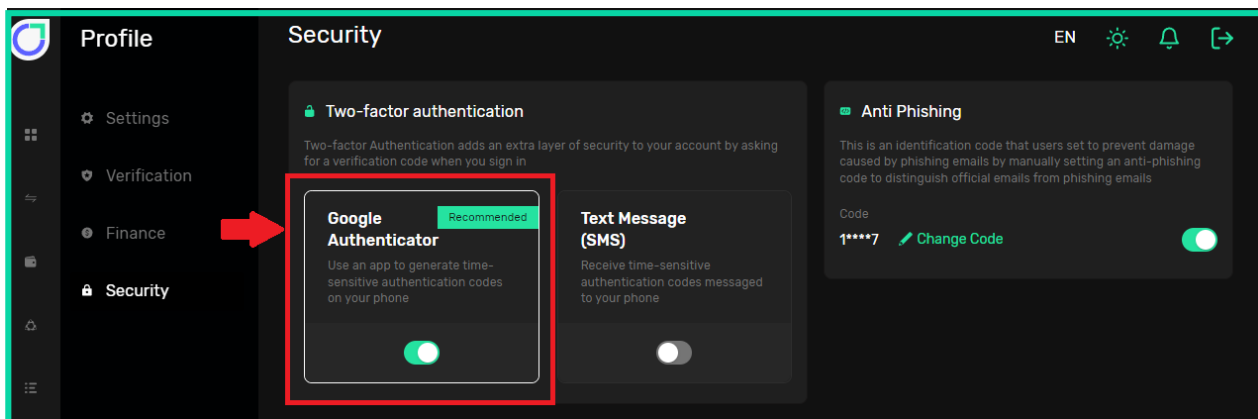 Profile
Settings
Verification
Finance
Security
Security
EN
Two-factor authentication
Two-factor Authentication adds an extra layer of security to your account by asking
for a verification code when you sign in
Google
Authenticator
Recommended
Use an app to generate time-
sensitive authentication codes
on your phone
Text Message
(SMS)
Receive time-sensitive
authentication codes messaged
to your phone
Anti Phishing
This is an identification code that users set to prevent damage
caused by phishing emails by manually setting an anti-phishing
code to distinguish official emails from phishing emails
Code
1****7 Change Code